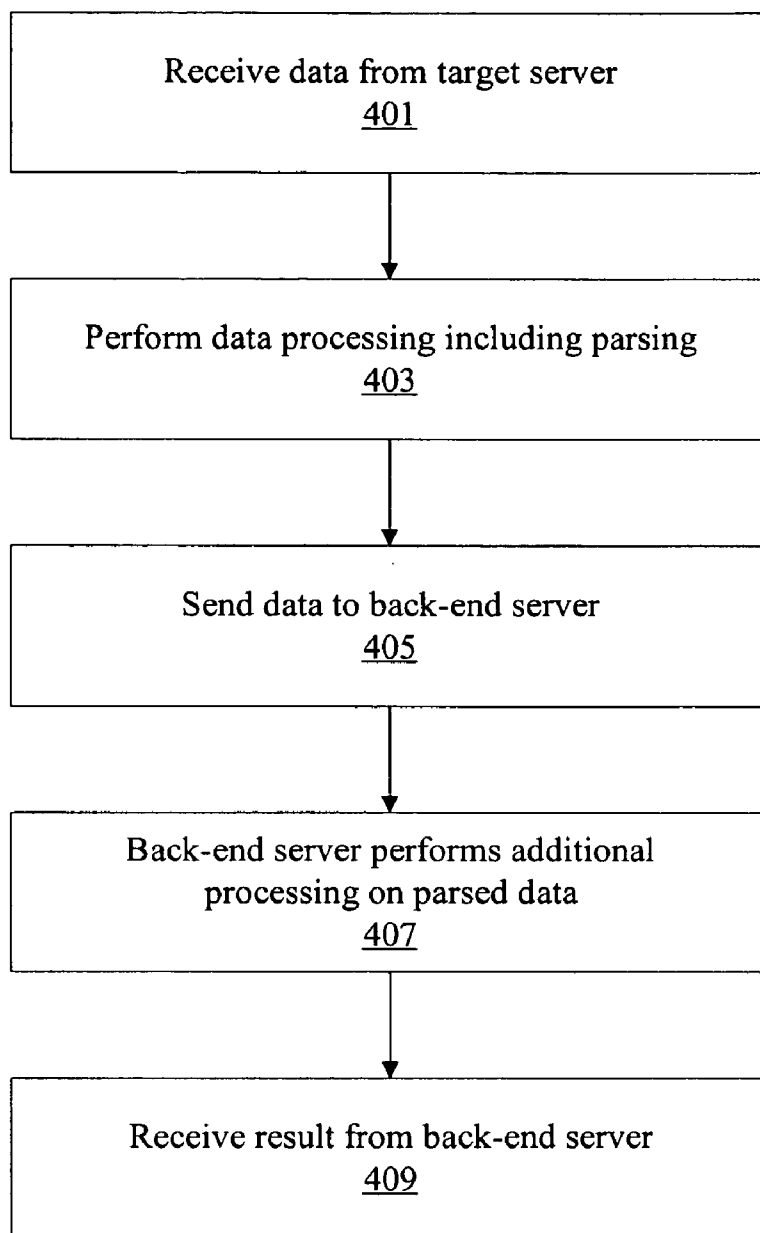 Receive data from target server
401
Perform data processing including parsing
403
Send data to back-end server
405
Back-end server performs additional
processing on parsed data
407
Receive result from back-end server
409